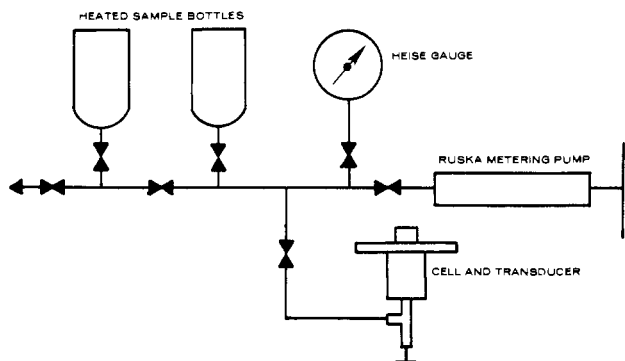 HEATED SAMPLE BOTTLES
HEISE GAUGE
RUSKA METERING PUMP
CELL AND TRANSDUCER